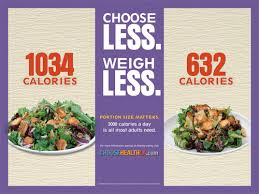 CHOOSE
LESS.
WEIGH
LESS.
1034
CALORIES
632
CALORIES
PORTION SIZE MATTERS.
2000 calories a day
is all most adults need.
CHOOSEHEALTHLA.com